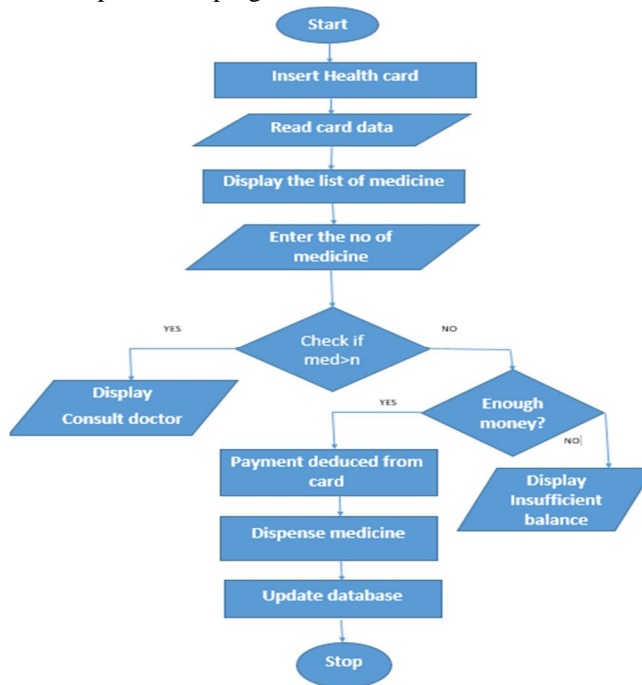 Start
Insert Health card
Read card data
Display the list of medicine
Enter the no of
medicine
YES
NO
Check if
med>n
Display
Consult doctor
YES
Enough
money?
NO
Payment deduced from
card
Display
Insufficient
balance
Dispense medicine
Update database
Stop